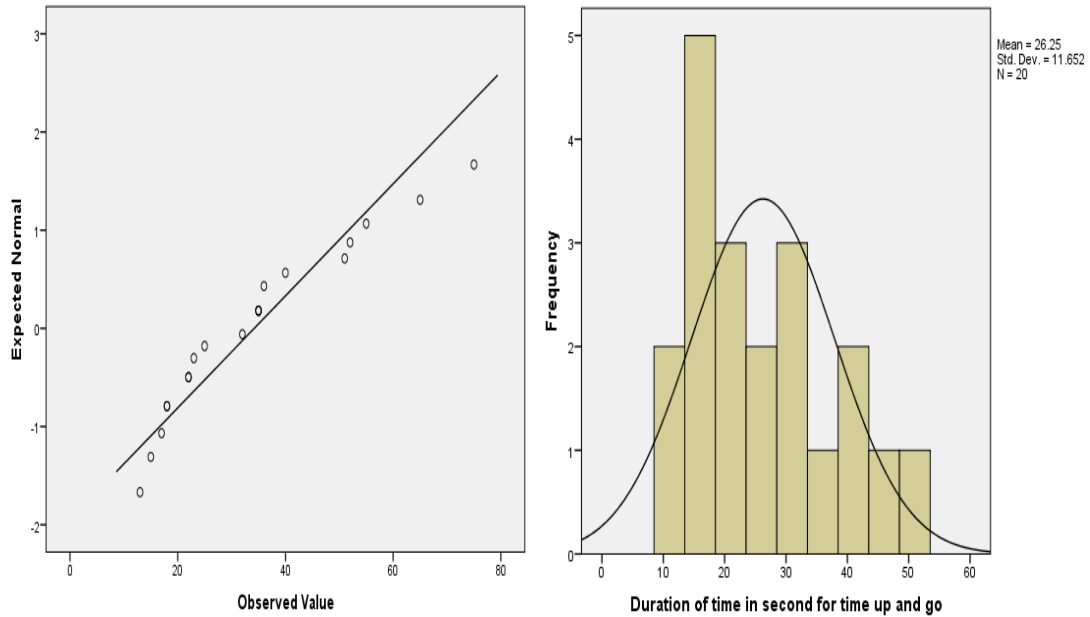 3
2
1
0
-1
-2
Expected Normal
0 20 40 60 80
Observed Value
5
4
3
2
1
0
Frequency
0 10 20 30 40 50 60
Duration of time in second for time up and go
Mean = 26.25
Std. Dev. = 11.652
N = 20